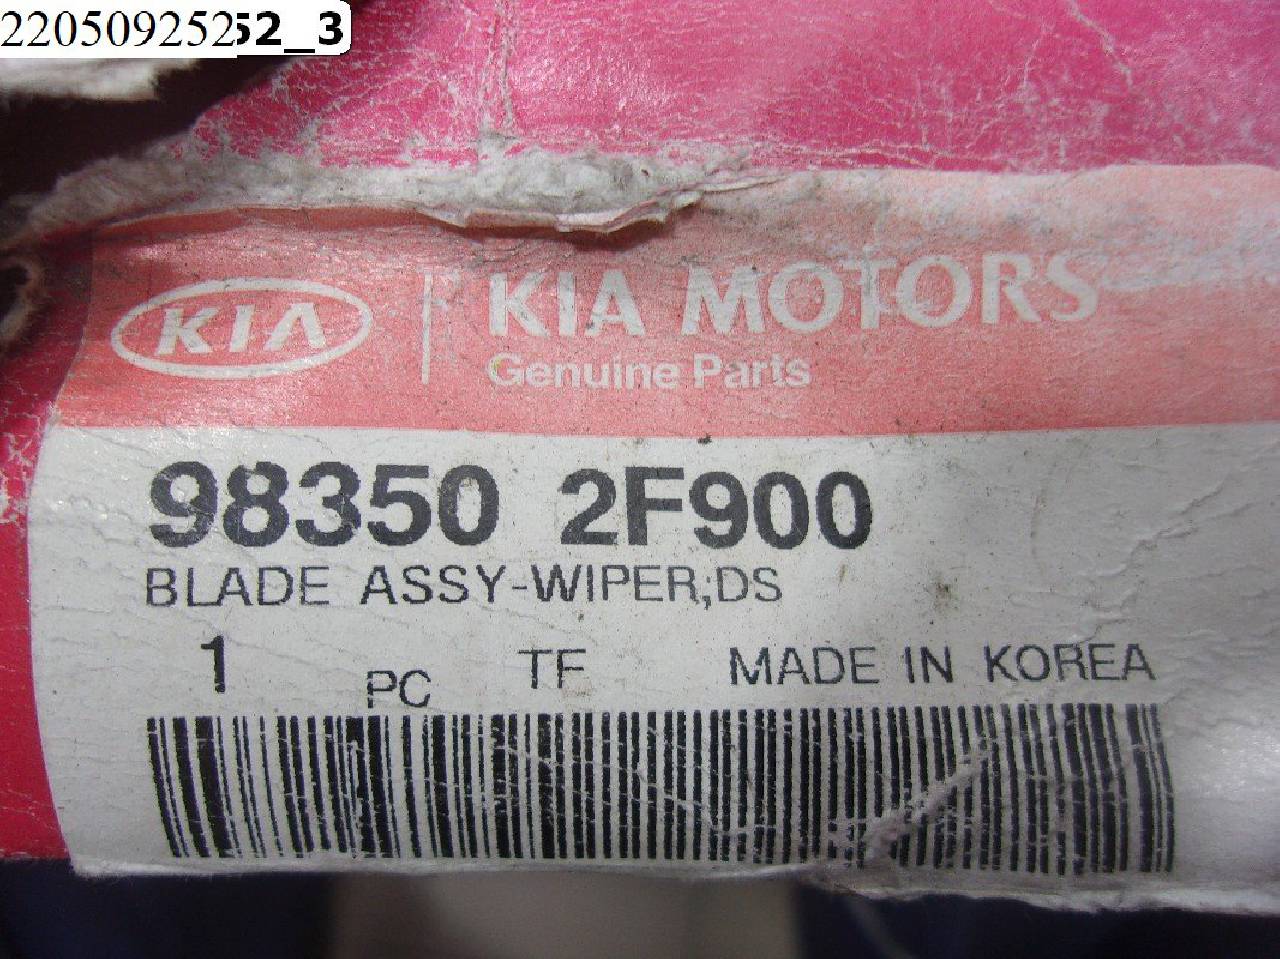 22050925252_3
KIA KIA MOTORS
Genuine Parts
98350 2F900
BLADE ASSY-WIPER;DS
1 PC TF MADE IN KOREA